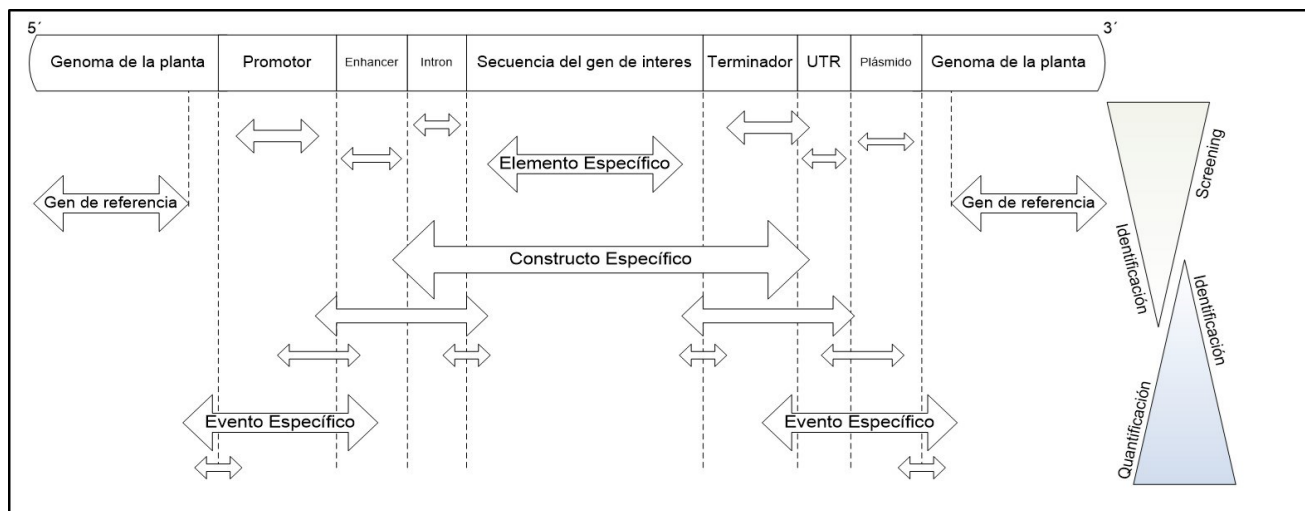 5´
3´
Genoma de la planta
Promotor
Enhancer
Intron
Secuencia del gen de interes
Terminador
UTR
Plásmido
Genoma de la planta
Elemento Específico
Gen de referencia
Gen de referencia
Constructo Específico
Evento Específico
Evento Específico
Screening
Identificación
Identificación
Quantificación